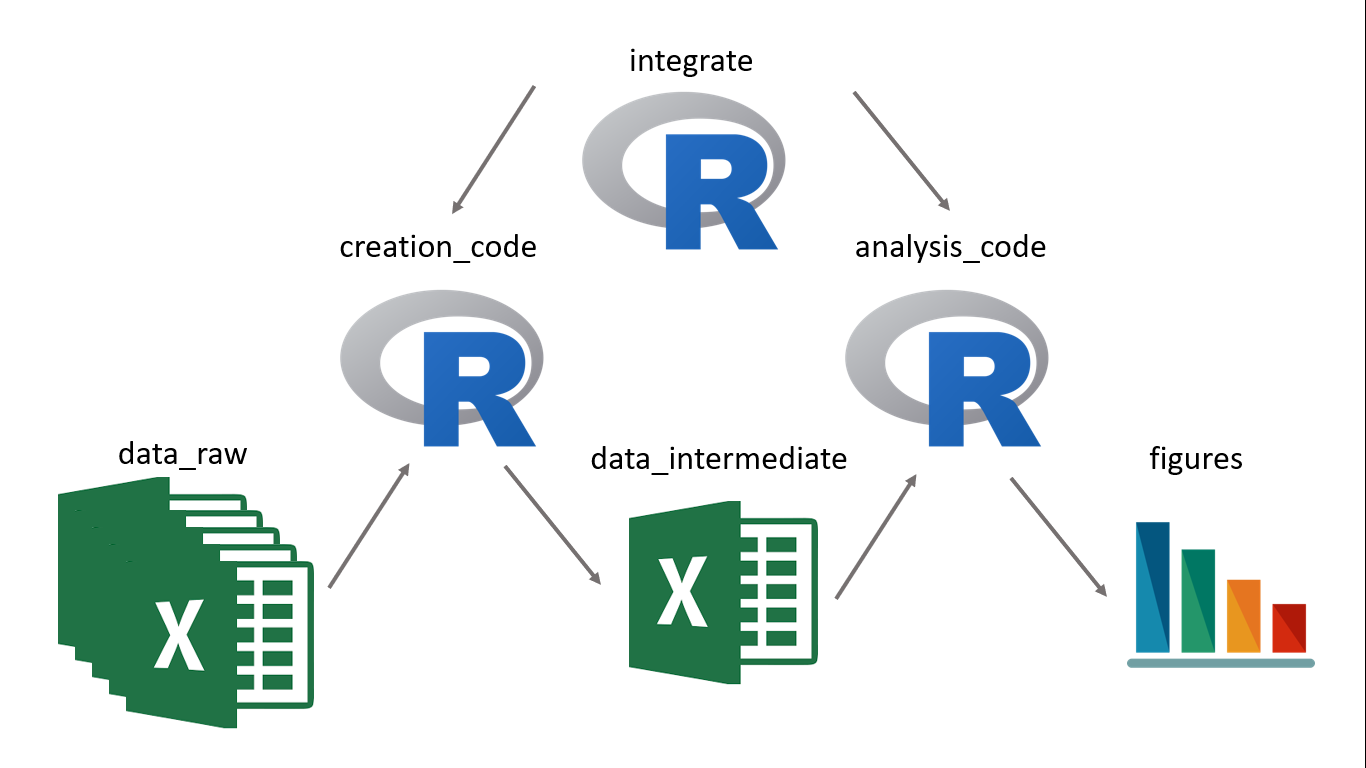 integrate
R
creation_code
analysis_code
R
R
data_raw
data_intermediate
figures
X
X